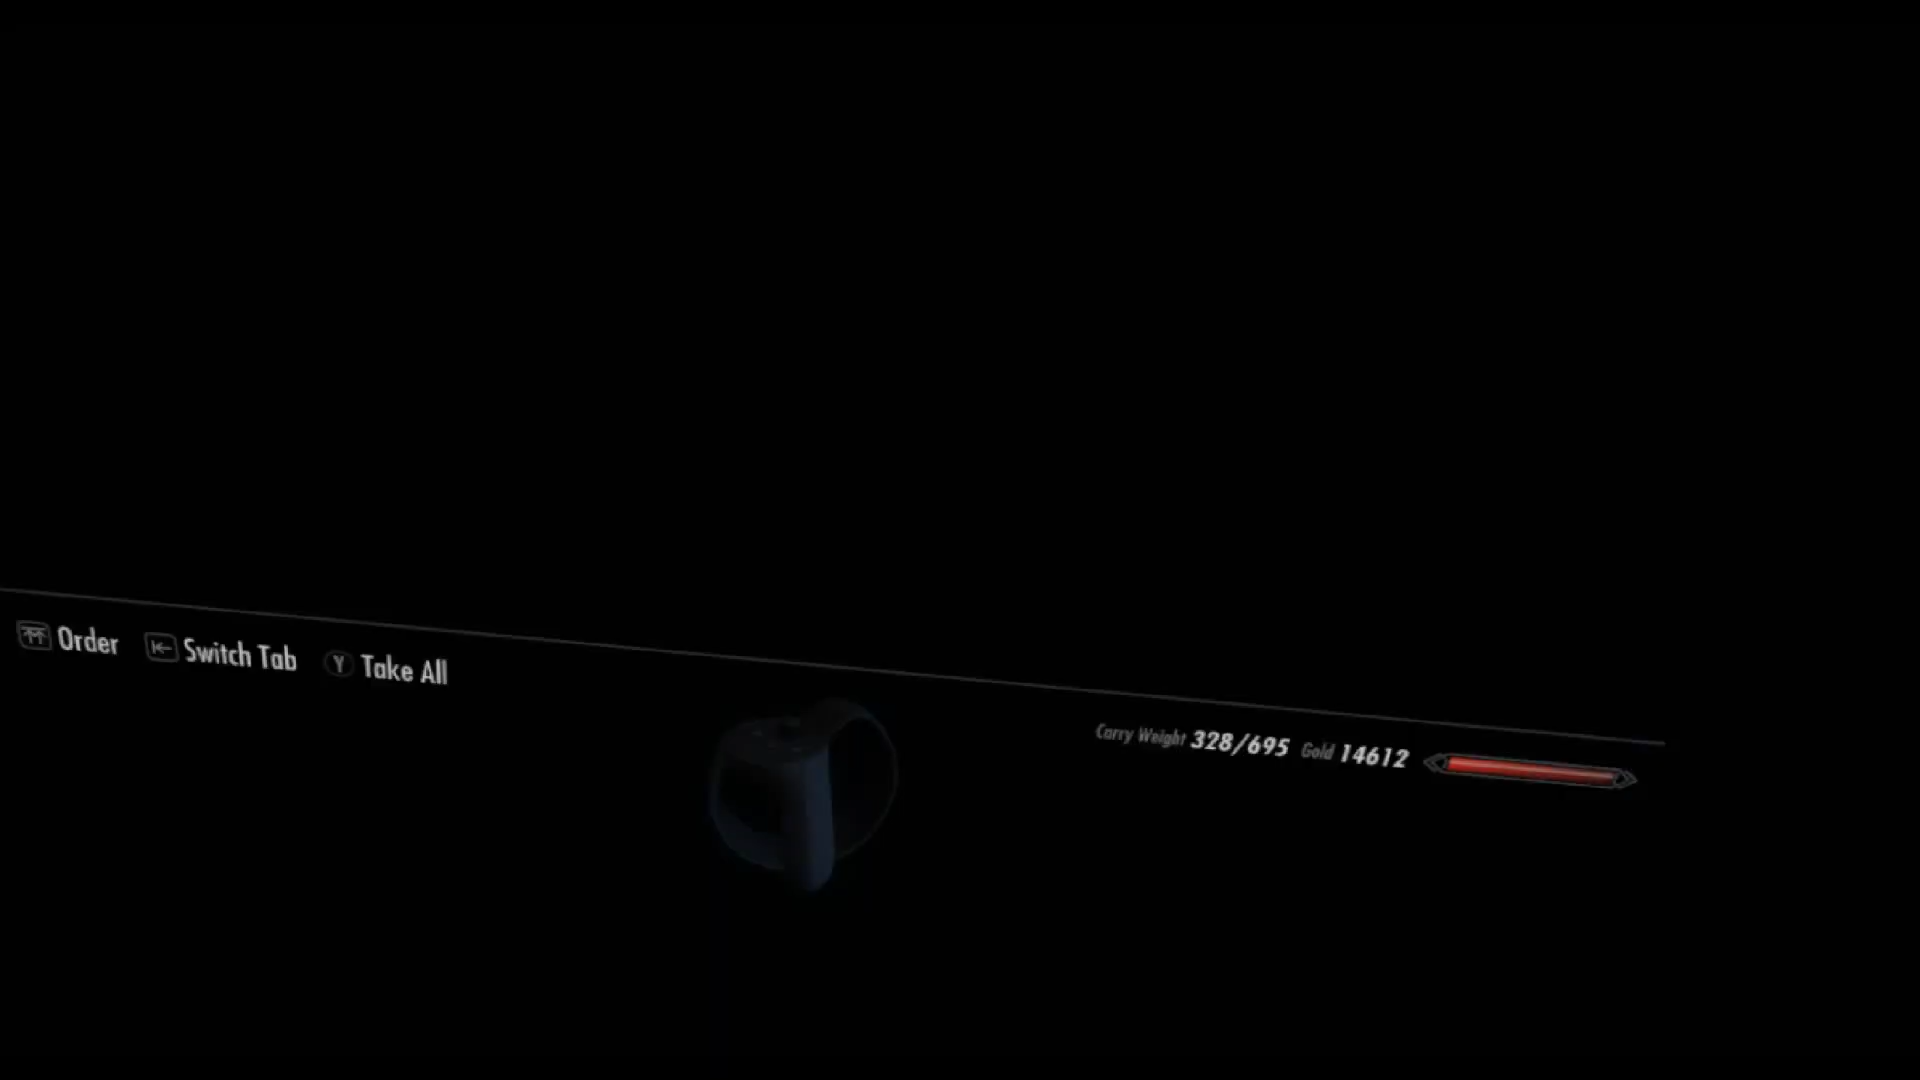 Order Switch Tab Y Take All
Carry Weight 328/695 Gold 14612